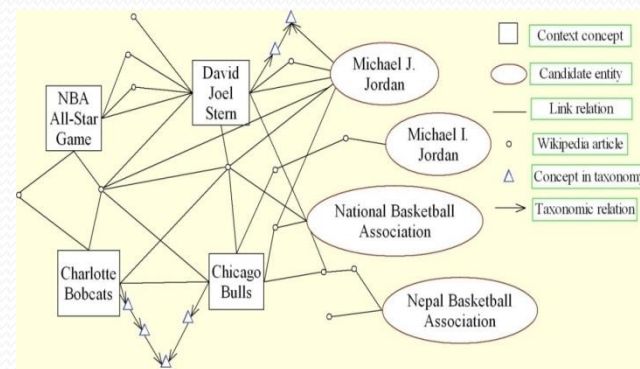 NBA
All-Star
Game
David
Joel
Stern
Michael J.
Jordan
Michael I.
Jordan
National Basketball
Association
Charlotte
Bobcats
Chicago
Bulls
Nepal Basketball
Association
Context concept
Candidate entity
Link relation
Wikipedia article
Concept in taxonomy
Taxonomic relation